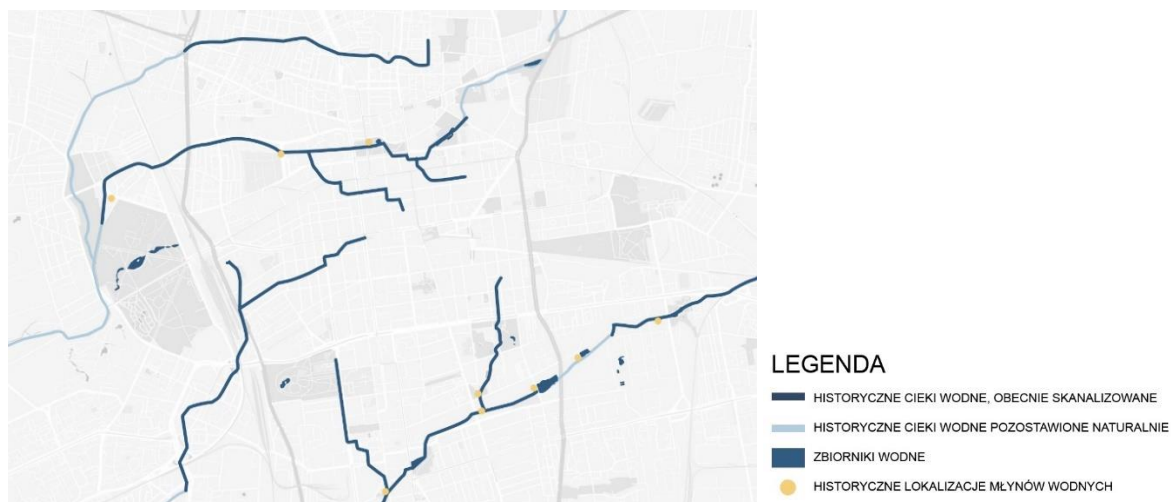 LEGENDA
HISTORYCZNE CIEKI WODNE, OBECNIE SKANALIZOWANE
HISTORYCZNE CIEKI WODNE POZOSTAWIONE NATURALNIE
ZBIORNIKI WODNE
HISTORYCZNE LOKALIZACJE MŁYNÓW WODNYCH